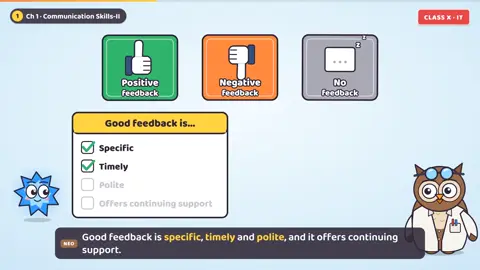 1 Ch 1 · Communication Skills-II
CLASS X · IT
Positive
feedback
Negative
feedback
z
z
No
feedback
Good feedback is...
Specific
Timely
Polite
Offers continuing support
NEO Good feedback is specific, timely and polite, and it offers continuing
support.